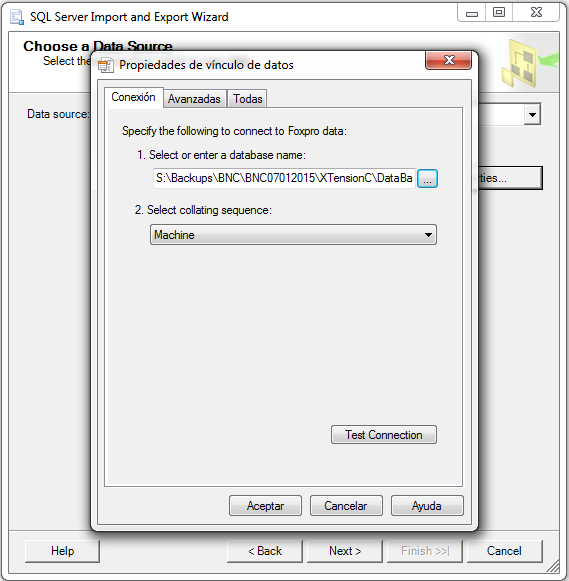 SQL Server Import and Export Wizard
Choose a Data Source
Select the
Propiedades de vínculo de datos
Data source:
Conexión
Avanzadas
Todas
Specify the following to connect to Foxpro data:
1. Select or enter a database name:
S:\Backups\BNC\BNC07012015\XTensionC\DataBa
...
ties...
2. Select collating sequence:
Machine
Test Connection
Aceptar
Cancelar
Ayuda
Help
< Back
Next >
Finish >>|
Cancel